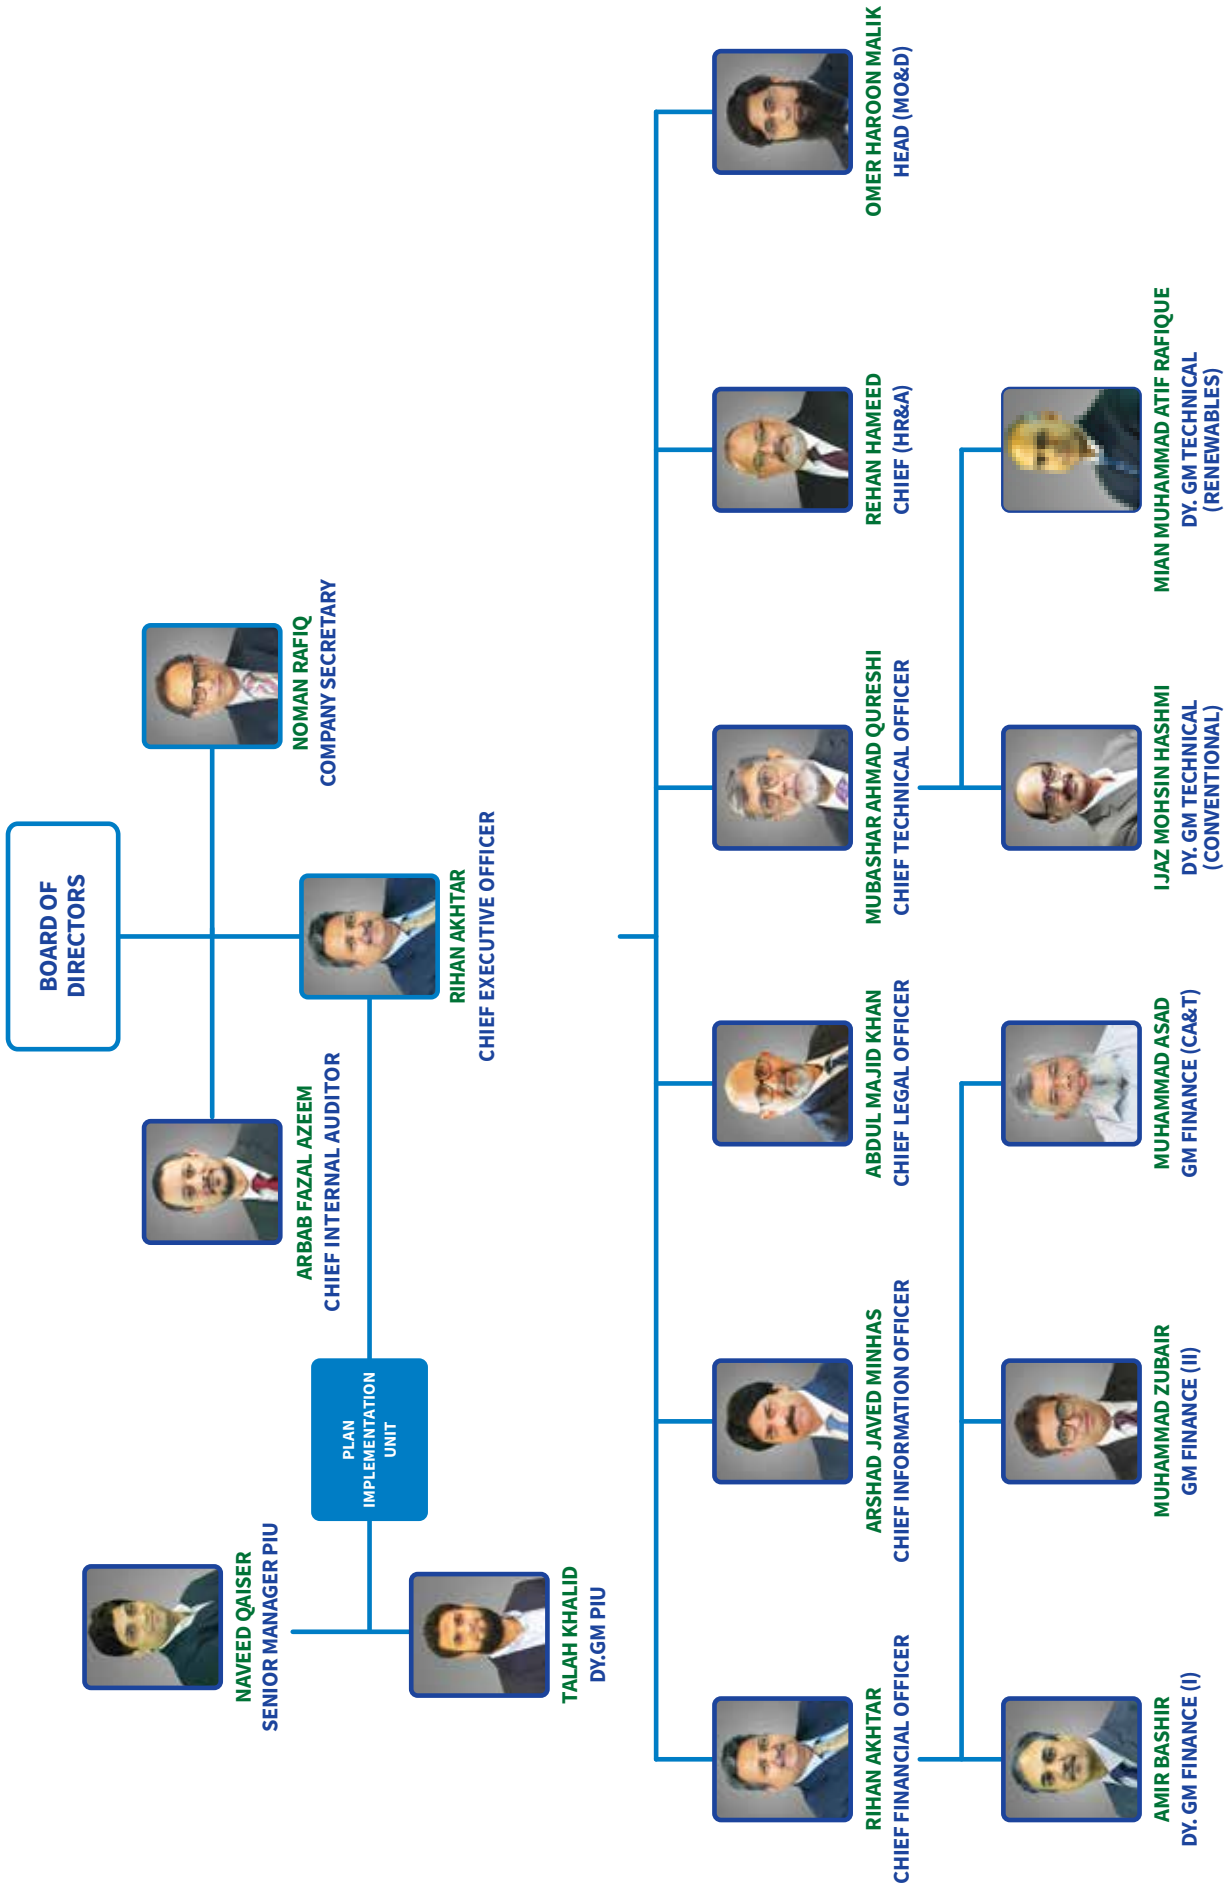 BOARD OF
DIRECTORS
ARBAB FAZAL AZEEM
CHIEF INTERNAL AUDITOR
NOMAN RAFIQ
COMPANY SECRETARY
RIHAN AKHTAR
CHIEF EXECUTIVE OFFICER
PLAN
IMPLEMENTATION
UNIT
NAVEED QAISER
SENIOR MANAGER PIU
TALAH KHALID
DY.GM PIU
RIHAN AKHTAR
CHIEF FINANCIAL OFFICER
ARSHAD JAVED MINHAS
CHIEF INFORMATION OFFICER
ABDUL MAJID KHAN
CHIEF LEGAL OFFICER
MUBASHAR AHMAD QURESHI
CHIEF TECHNICAL OFFICER
REHAN HAMEED
CHIEF (HR&A)
OMER HAROON MALIK
HEAD (MO&D)
AMIR BASHIR
DY. GM FINANCE (I)
MUHAMMAD ZUBAIR
GM FINANCE (II)
MUHAMMAD ASAD
GM FINANCE (CA&T)
IJAZ MOHSIN HASHMI
DY. GM TECHNICAL
(CONVENTIONAL)
MIAN MUHAMMAD ATIF RAFIQUE
DY. GM TECHNICAL
(RENEWABLES)